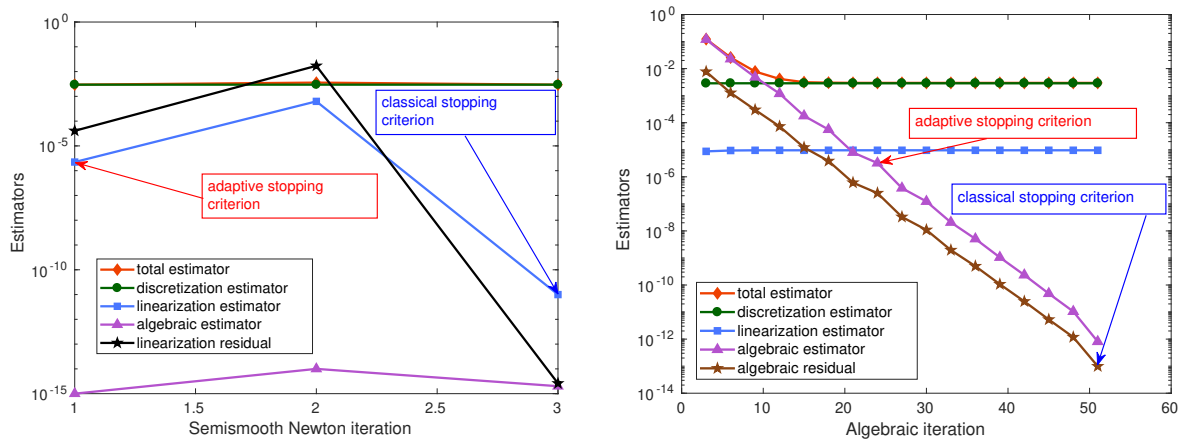 10^0
10^-5
10^-10
10^-15
Estimators
1
1.5
2
2.5
3
Semismooth Newton iteration
classical stopping
criterion
adaptive stopping
criterion
total estimator
discretization estimator
linearization estimator
algebraic estimator
linearization residual
10^0
10^-2
10^-4
10^-6
10^-8
10^-10
10^-12
10^-14
Estimators
0
10
20
30
40
50
60
Algebraic iteration
adaptive stopping criterion
classical stopping criterion
total estimator
discretization estimator
linearization estimator
algebraic estimator
algebraic residual